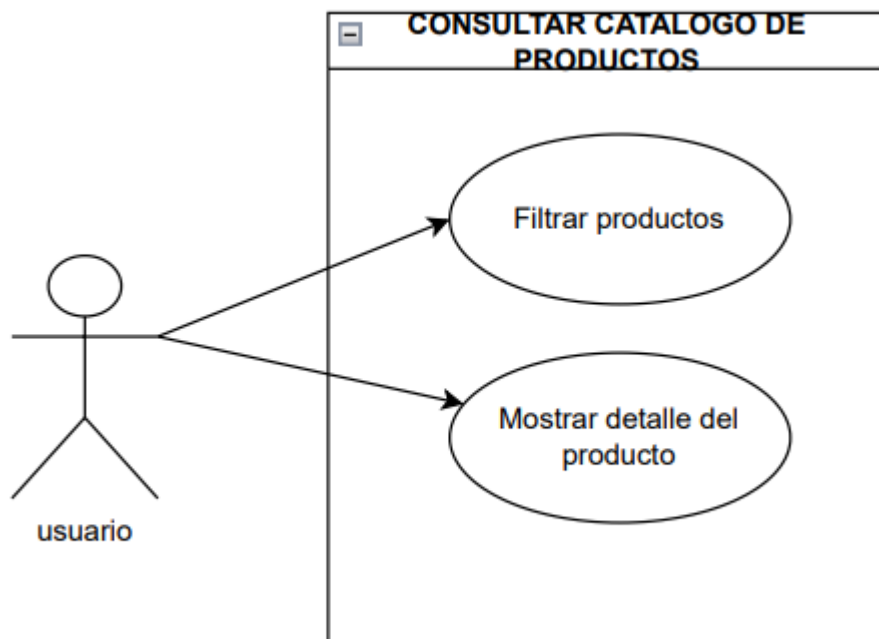 CONSULTAR CATALOGO DE
PRODUCTOS
Filtrar productos
Mostrar detalle del
producto
usuario